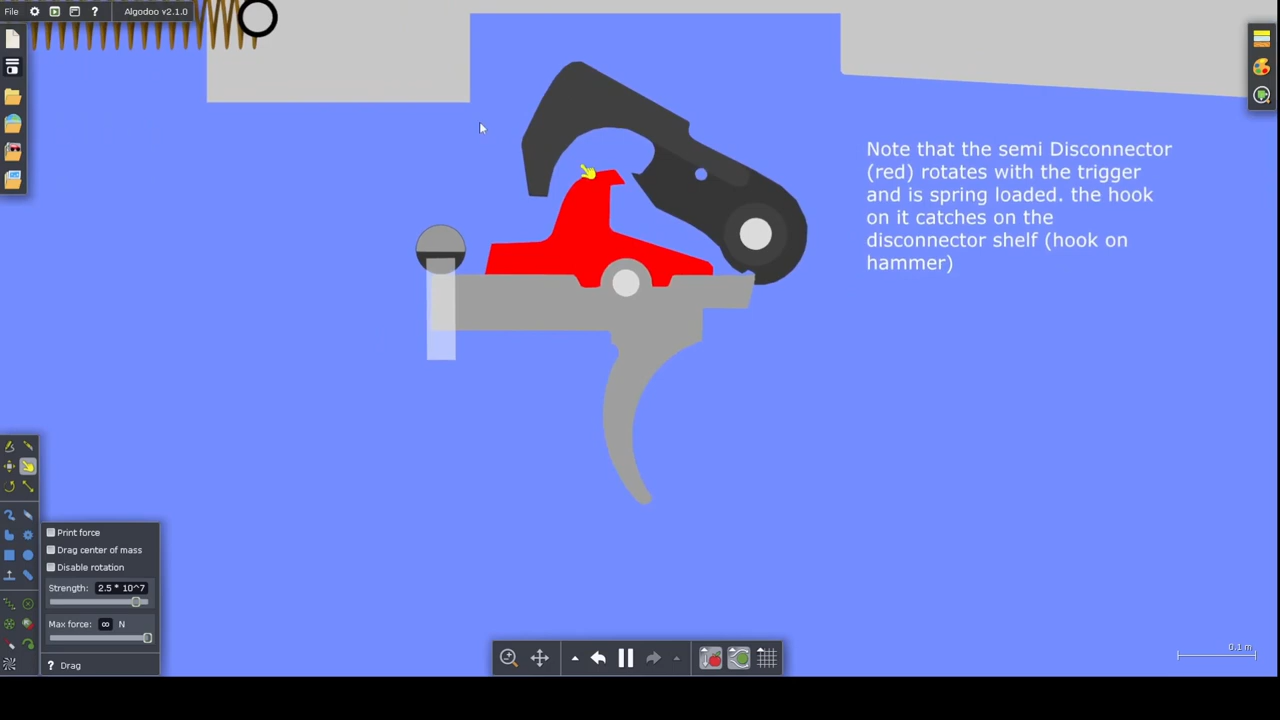 File ? Algodoo v2.1.0
Note that the semi Disconnector
(red) rotates with the trigger
and is spring loaded. the hook
on it catches on the
disconnector shelf (hook on
hammer)
Print force
Drag center of mass
Disable rotation
Strength: 2.5 * 10^7
Max force: ∞ N
? Drag
0.1 m